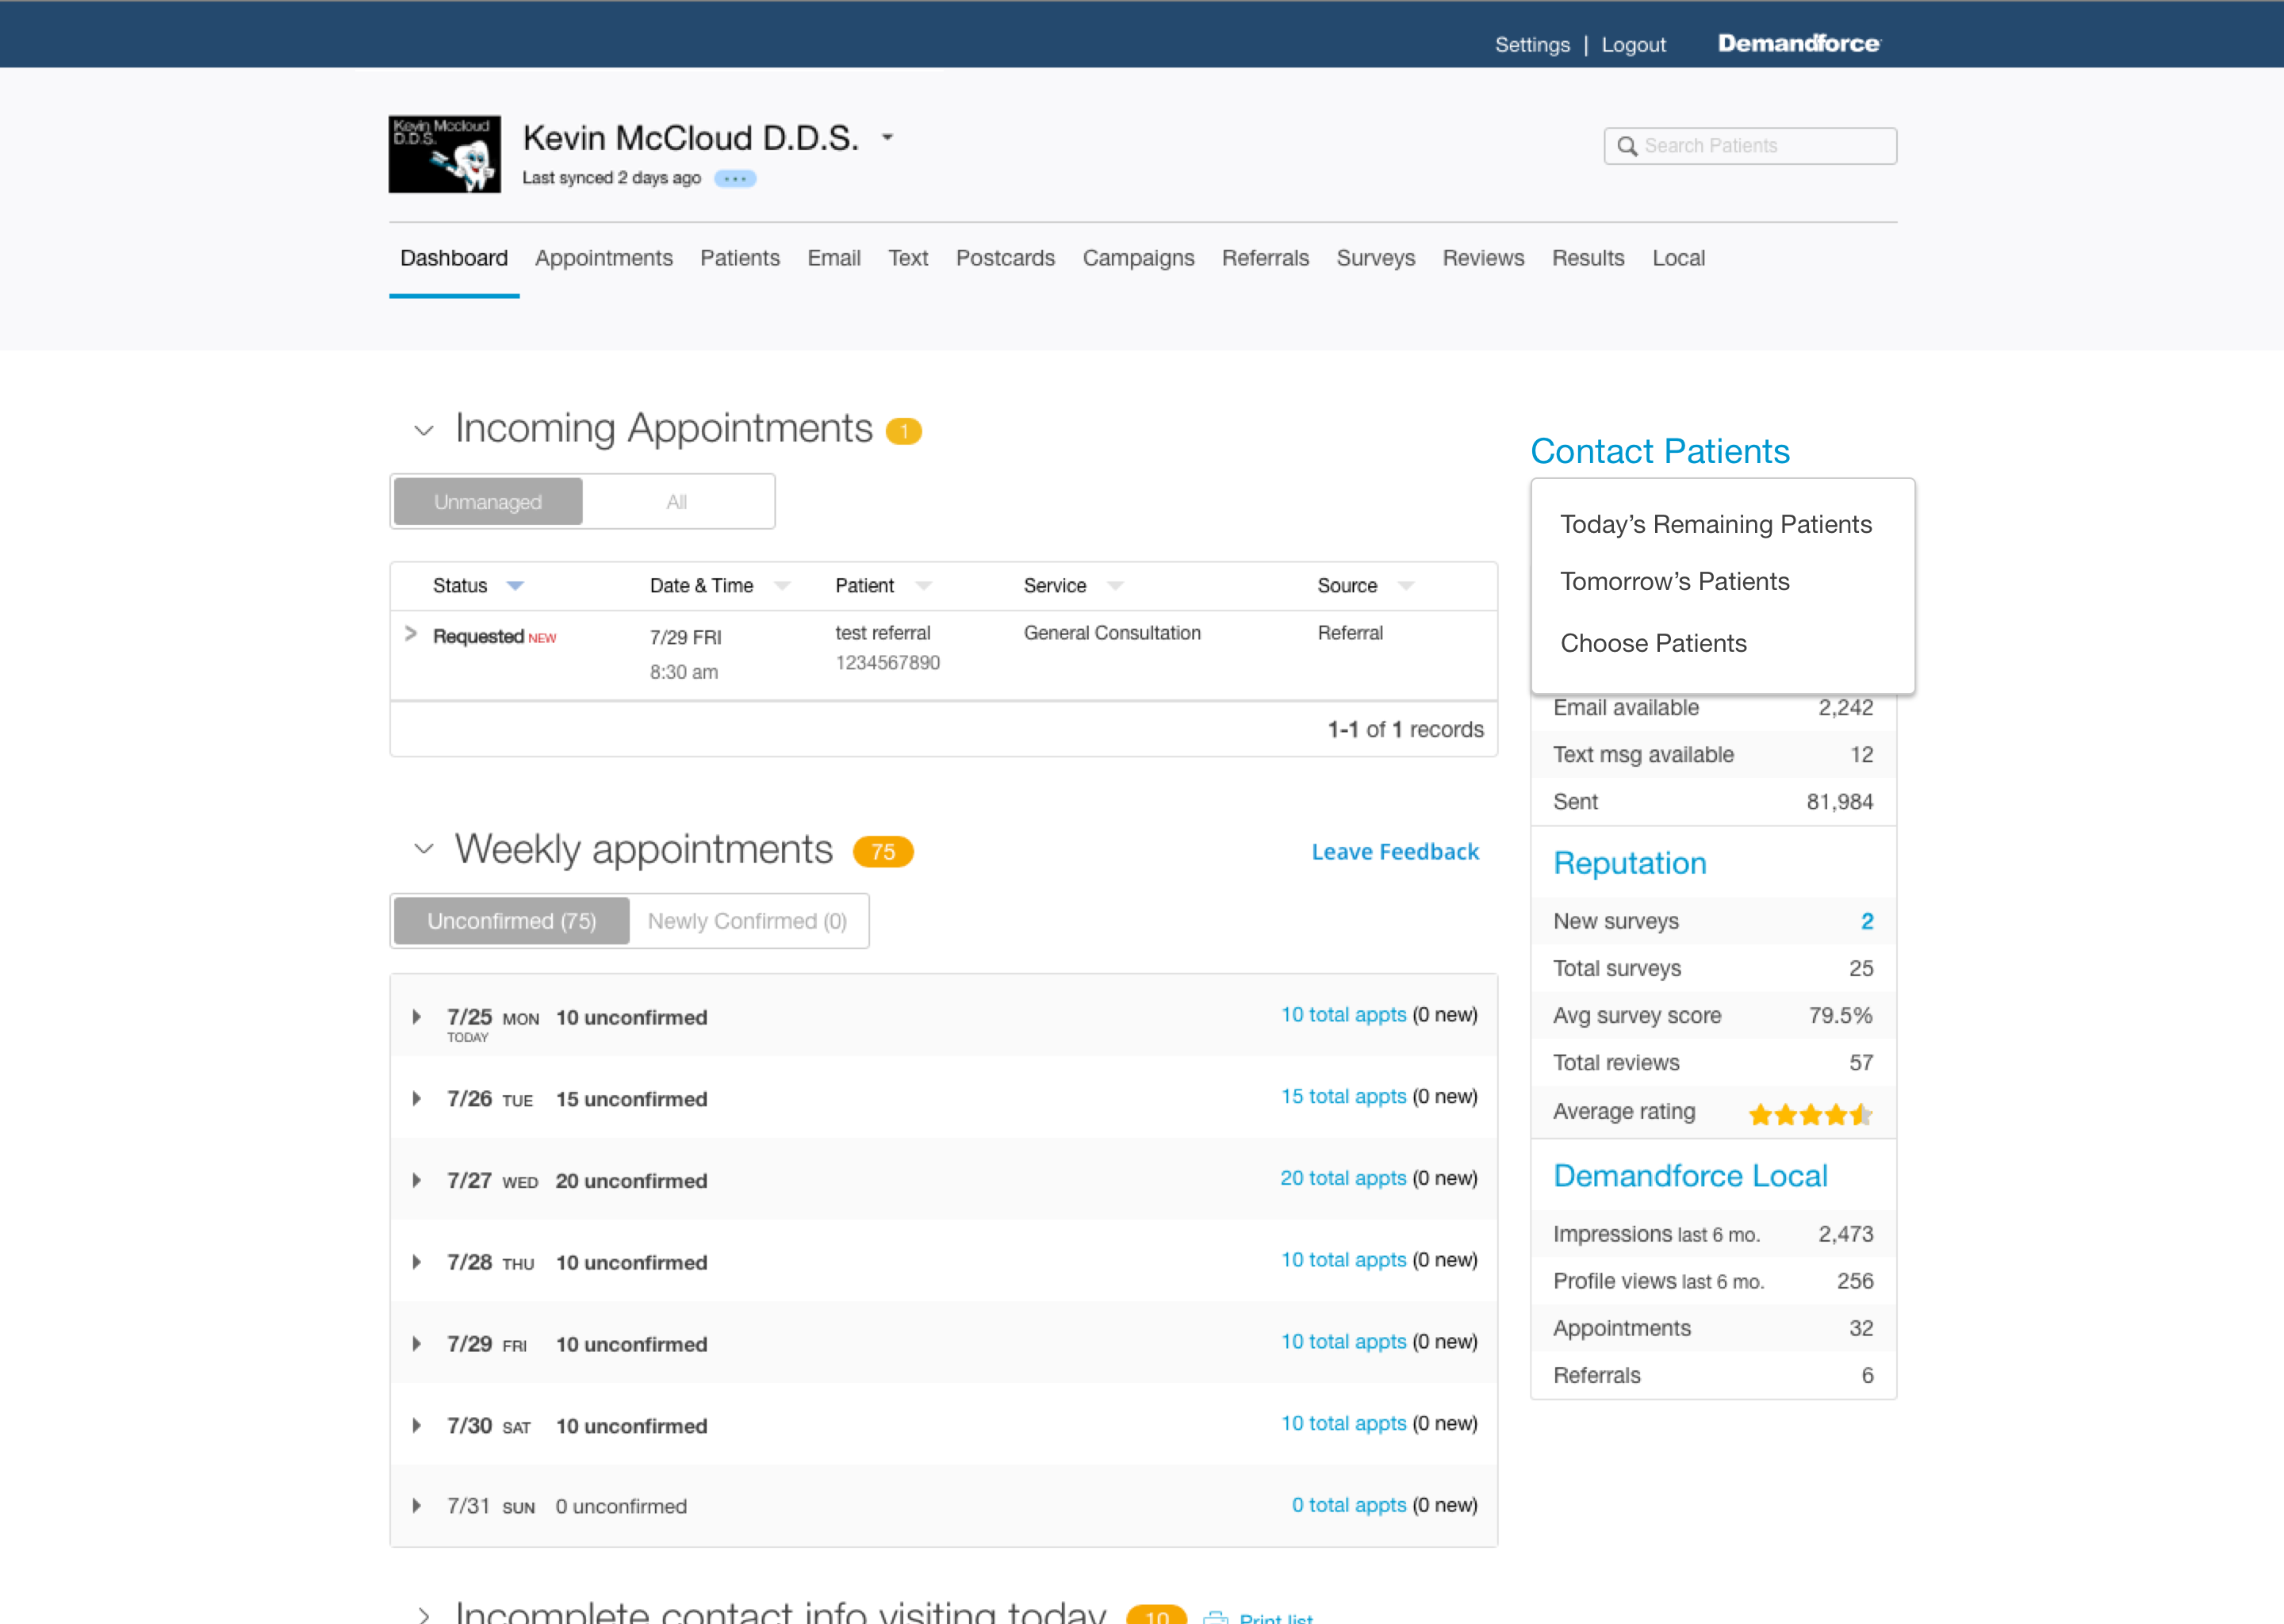 Settings | Logout Demandforce
Kevin Mccloud
D.D.S.
Kevin McCloud D.D.S.
Last synced 2 days ago
Search Patients
Dashboard Appointments Patients Email Text Postcards Campaigns Referrals Surveys Reviews Results Local
Incoming Appointments 1
Unmanaged All
Status Date & Time Patient Service Source
Requested NEW 7/29 FRI test referral General Consultation Referral
8:30 am 1234567890
1-1 of 1 records
Weekly appointments 75 Leave Feedback
Unconfirmed (75) Newly Confirmed (0)
7/25 MON 10 unconfirmed 10 total appts (0 new)
TODAY
7/26 TUE 15 unconfirmed 15 total appts (0 new)
7/27 WED 20 unconfirmed 20 total appts (0 new)
7/28 THU 10 unconfirmed 10 total appts (0 new)
7/29 FRI 10 unconfirmed 10 total appts (0 new)
7/30 SAT 10 unconfirmed 10 total appts (0 new)
7/31 SUN 0 unconfirmed 0 total appts (0 new)
Incomplete contact info visiting today 10 Print list
Contact Patients
Today’s Remaining Patients
Tomorrow’s Patients
Choose Patients
Email available 2,242
Text msg available 12
Sent 81,984
Reputation
New surveys 2
Total surveys 25
Avg survey score 79.5%
Total reviews 57
Average rating
Demandforce Local
Impressions last 6 mo. 2,473
Profile views last 6 mo. 256
Appointments 32
Referrals 6